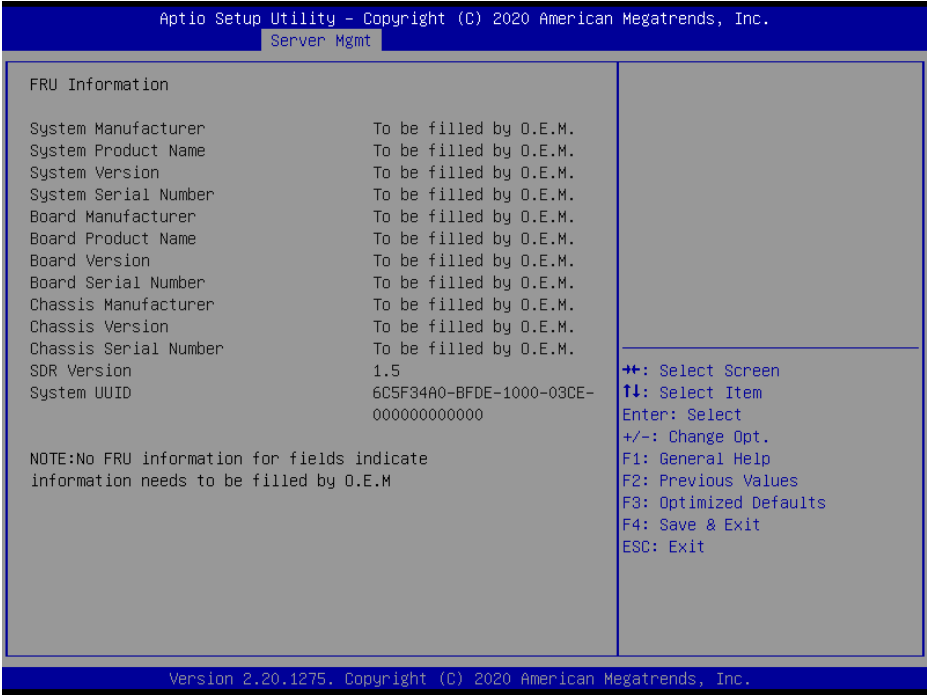 Aptio Setup Utility – Copyright (C) 2020 American Megatrends, Inc.
Server Mgmt
FRU Information
System Manufacturer To be filled by O.E.M.
System Product Name To be filled by O.E.M.
System Version To be filled by O.E.M.
System Serial Number To be filled by O.E.M.
Board Manufacturer To be filled by O.E.M.
Board Product Name To be filled by O.E.M.
Board Version To be filled by O.E.M.
Board Serial Number To be filled by O.E.M.
Chassis Manufacturer To be filled by O.E.M.
Chassis Version To be filled by O.E.M.
Chassis Serial Number To be filled by O.E.M.
SDR Version 1.5
System UUID 6C5F34A0-BFDE-1000-03CE-
000000000000
NOTE:No FRU information for fields indicate
information needs to be filled by O.E.M
→←: Select Screen
↑↓: Select Item
Enter: Select
+/-: Change Opt.
F1: General Help
F2: Previous Values
F3: Optimized Defaults
F4: Save & Exit
ESC: Exit
Version 2.20.1275. Copyright (C) 2020 American Megatrends, Inc.